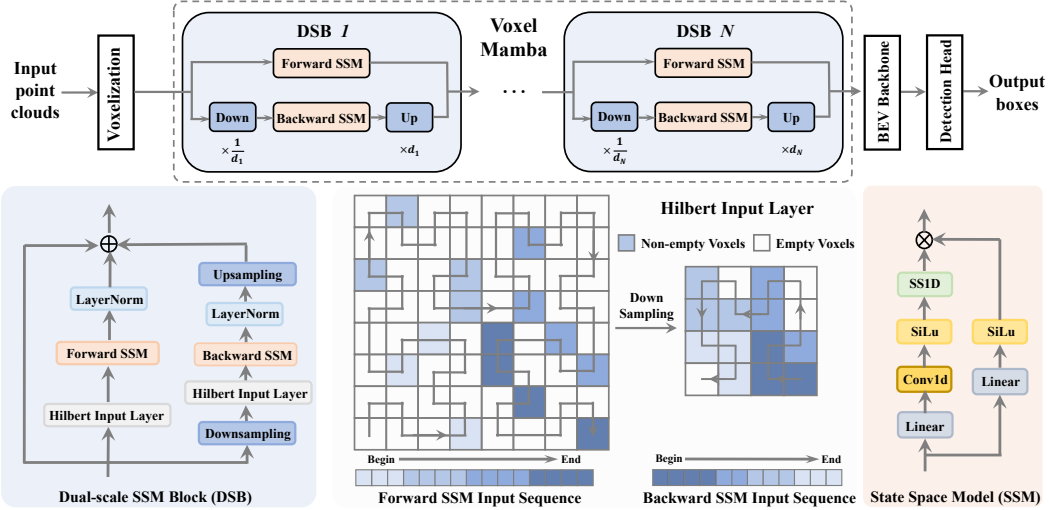 Input
point
clouds
Voxelization
DSB 1
Forward SSM
Down
Backward SSM
Up
× 1/d₁
×d₁
Voxel
Mamba
...
DSB N
Forward SSM
Down
Backward SSM
Up
× 1/d_N
×d_N
BEV Backbone
Detection Head
Output
boxes
Upsampling
LayerNorm
LayerNorm
Forward SSM
Backward SSM
Hilbert Input Layer
Hilbert Input Layer
Downsampling
Dual-scale SSM Block (DSB)
Hilbert Input Layer
Non-empty Voxels
Empty Voxels
Down
Sampling
Begin
End
Forward SSM Input Sequence
Begin
End
Backward SSM Input Sequence
SS1D
SiLu
SiLu
Conv1d
Linear
Linear
State Space Model (SSM)